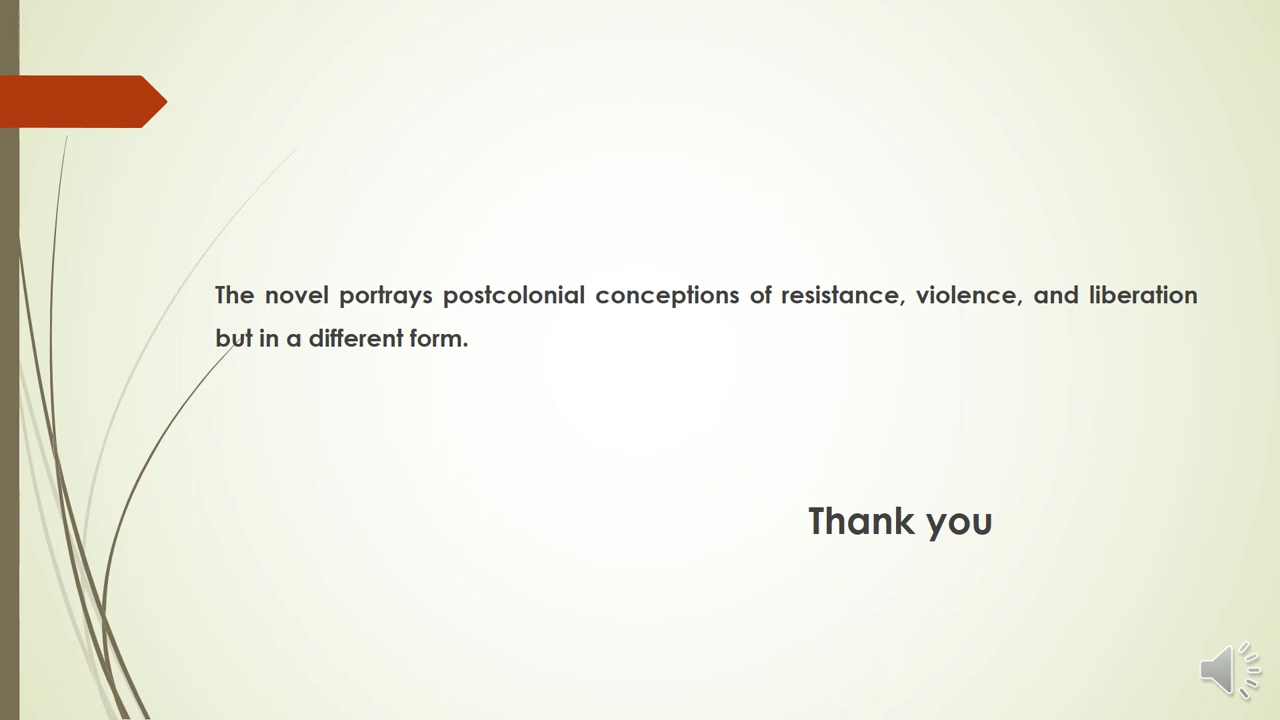 The novel portrays postcolonial conceptions of resistance, violence, and liberation
but in a different form.
Thank you